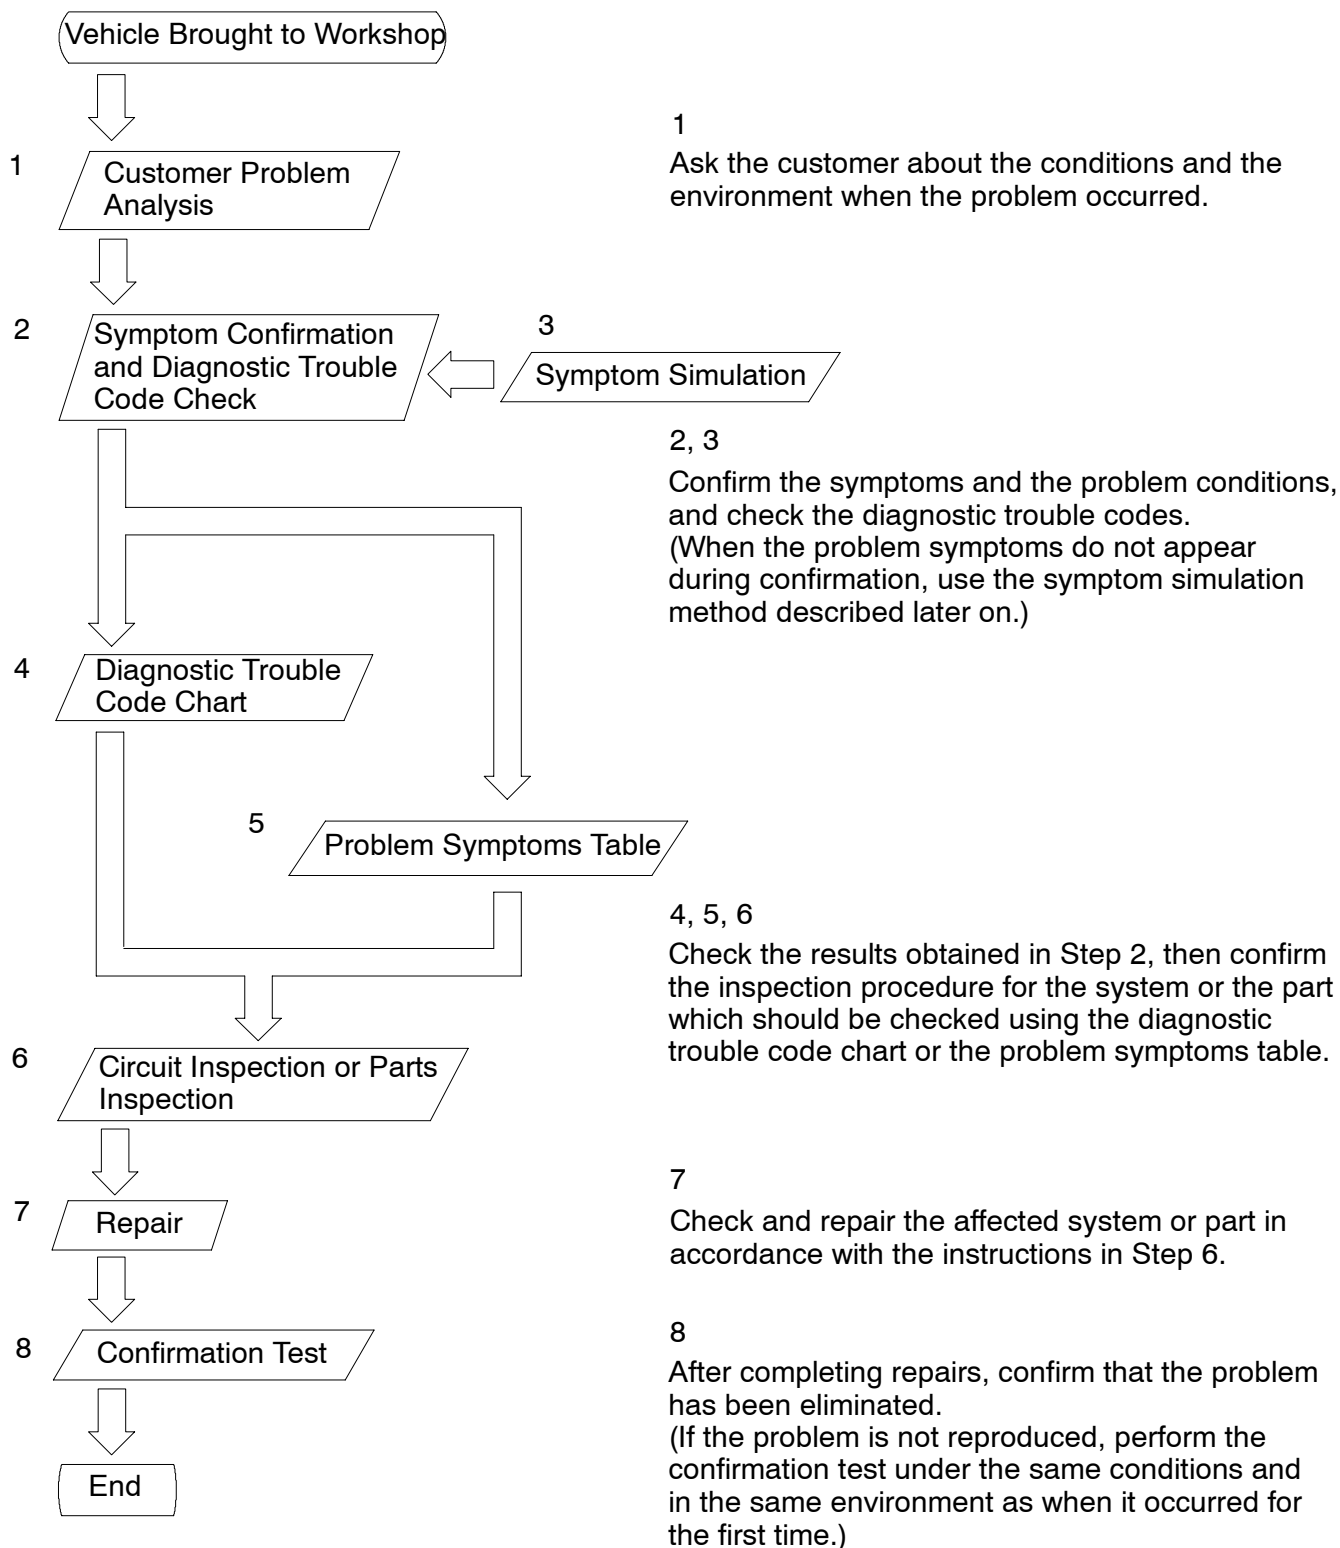 Vehicle Brought to Workshop
1
Customer Problem
Analysis
1
Ask the customer about the conditions and the
environment when the problem occurred.
2
Symptom Confirmation
and Diagnostic Trouble
Code Check
3
Symptom Simulation
2, 3
Confirm the symptoms and the problem conditions,
and check the diagnostic trouble codes.
(When the problem symptoms do not appear
during confirmation, use the symptom simulation
method described later on.)
4
Diagnostic Trouble
Code Chart
5
Problem Symptoms Table
4, 5, 6
Check the results obtained in Step 2, then confirm
the inspection procedure for the system or the part
which should be checked using the diagnostic
trouble code chart or the problem symptoms table.
6
Circuit Inspection or Parts
Inspection
7
Repair
7
Check and repair the affected system or part in
accordance with the instructions in Step 6.
8
Confirmation Test
8
After completing repairs, confirm that the problem
has been eliminated.
(If the problem is not reproduced, perform the
confirmation test under the same conditions and
in the same environment as when it occurred for
the first time.)
End